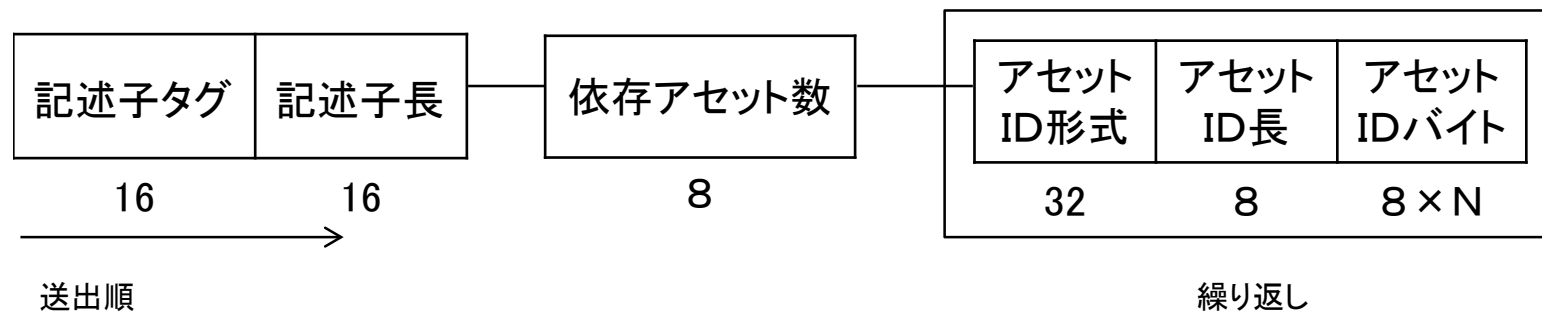 記述子タグ
記述子長
依存アセット数
アセット
ID形式
アセット
ID長
アセット
IDバイト
16
16
8
32
8
8×N
送出順
繰り返し